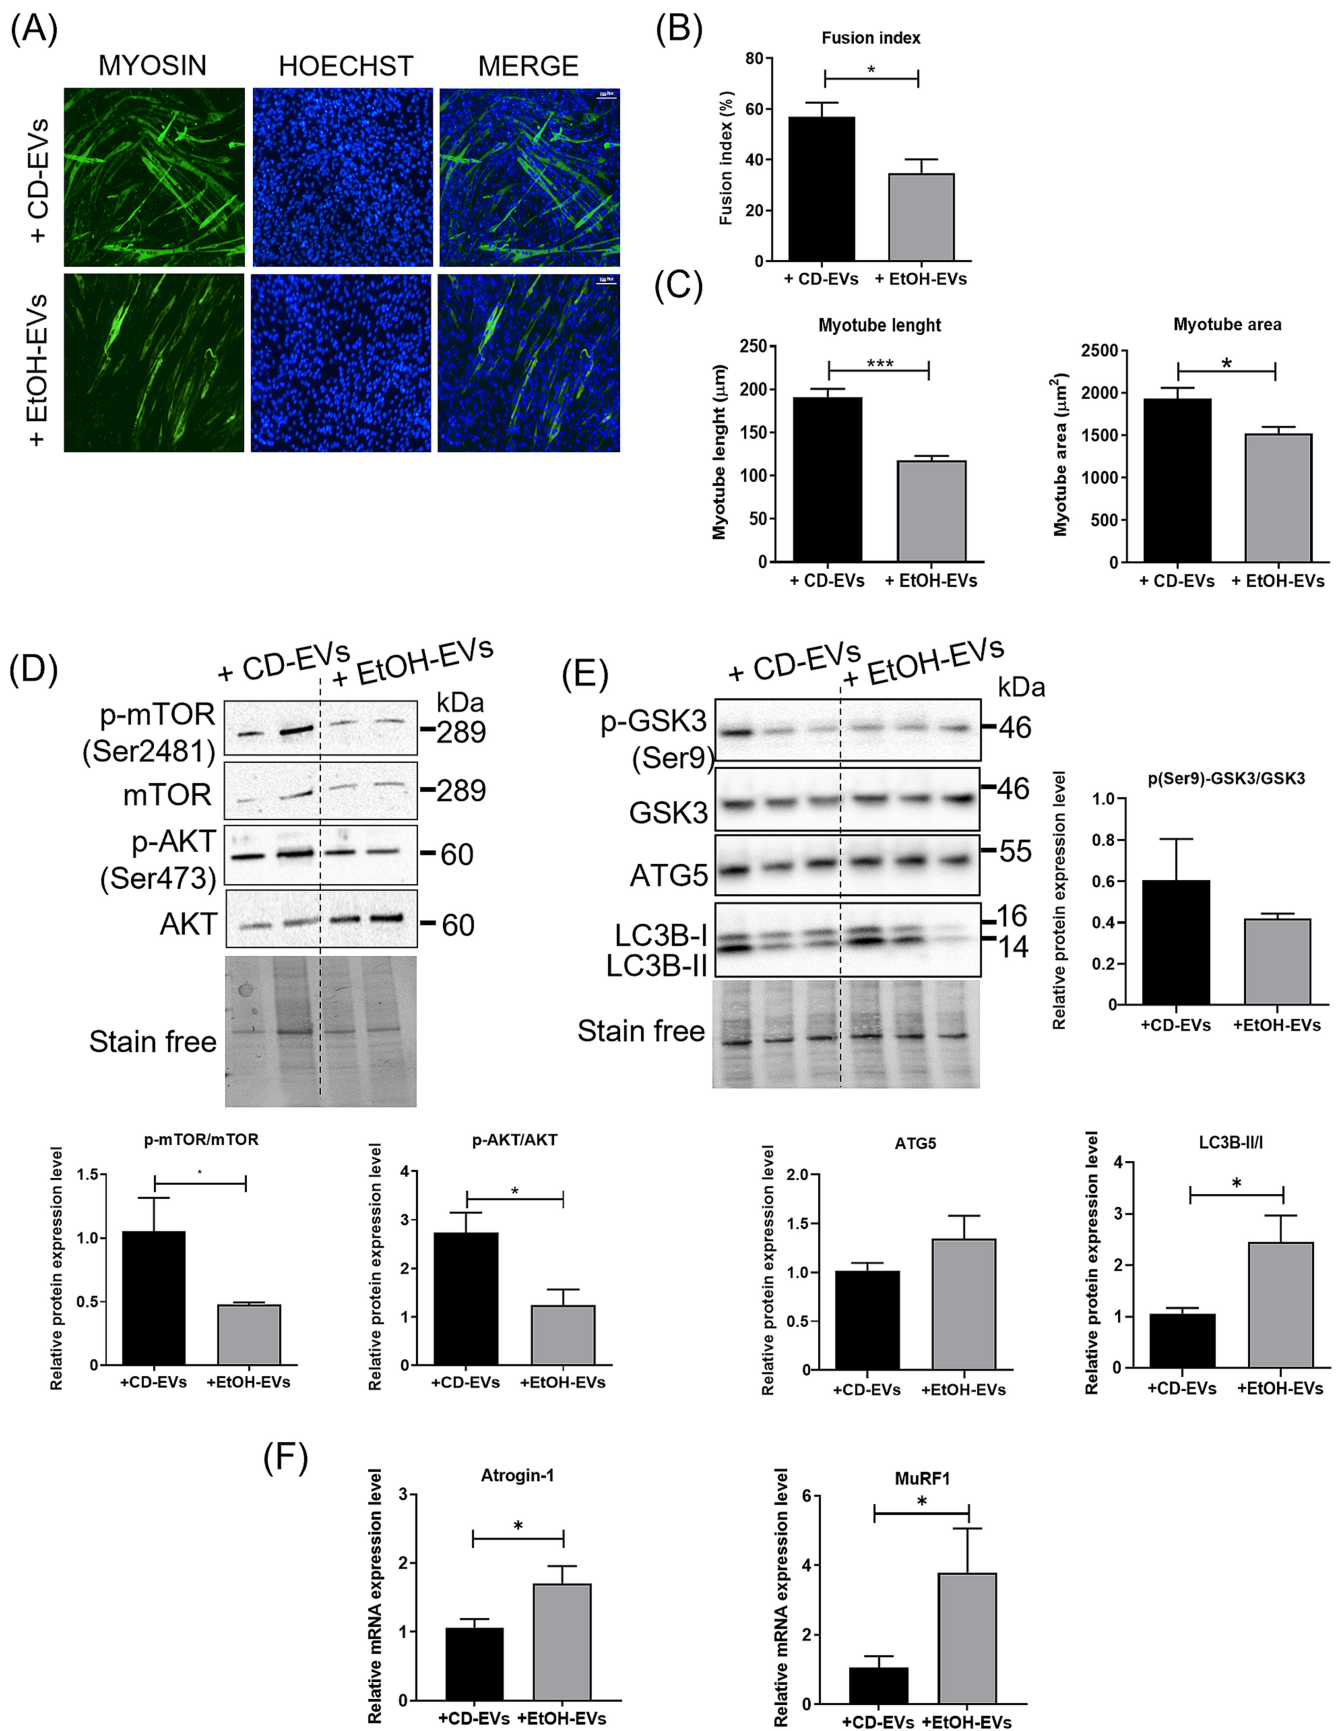 (A)
MYOSIN HOECHST MERGE
+ CD-EVs
+ EtOH-EVs
(B)
Fusion index
Fusion index (%)
80
60
40
20
0
+ CD-EVs + EtOH-EVs
*
(C)
Myotube lenght
Myotube lenght (μm)
250
200
150
100
50
0
+ CD-EVs + EtOH-EVs
***
Myotube area
Myotube area (μm²)
2500
2000
1500
1000
500
0
+ CD-EVs + EtOH-EVs
*
(D)
+ CD-EVs + EtOH-EVs
kDa
p-mTOR
(Ser2481)
289
mTOR
289
p-AKT
(Ser473)
60
AKT
60
Stain free
p-mTOR/mTOR
Relative protein expression level
1.5
1.0
0.5
0
+CD-EVs +EtOH-EVs
*
p-AKT/AKT
Relative protein expression level
4
3
2
1
0
+CD-EVs +EtOH-EVs
*
(E)
+ CD-EVs + EtOH-EVs
kDa
p-GSK3
(Ser9)
46
GSK3
46
ATG5
55
LC3B-I
16
LC3B-II
14
Stain free
p(Ser9)-GSK3/GSK3
Relative protein expression level
1.0
0.8
0.6
0.4
0.2
0
+CD-EVs +EtOH-EVs
ATG5
Relative protein expression level
2.0
1.5
1.0
0.5
0
+CD-EVs +EtOH-EVs
LC3B-II/I
Relative protein expression level
4
3
2
1
0
+CD-EVs +EtOH-EVs
*
(F)
Atrogin-1
Relative mRNA expression level
3
2
1
0
+CD-EVs +EtOH-EVs
*
MuRF1
Relative mRNA expression level
6
4
2
0
+CD-EVs +EtOH-EVs
*